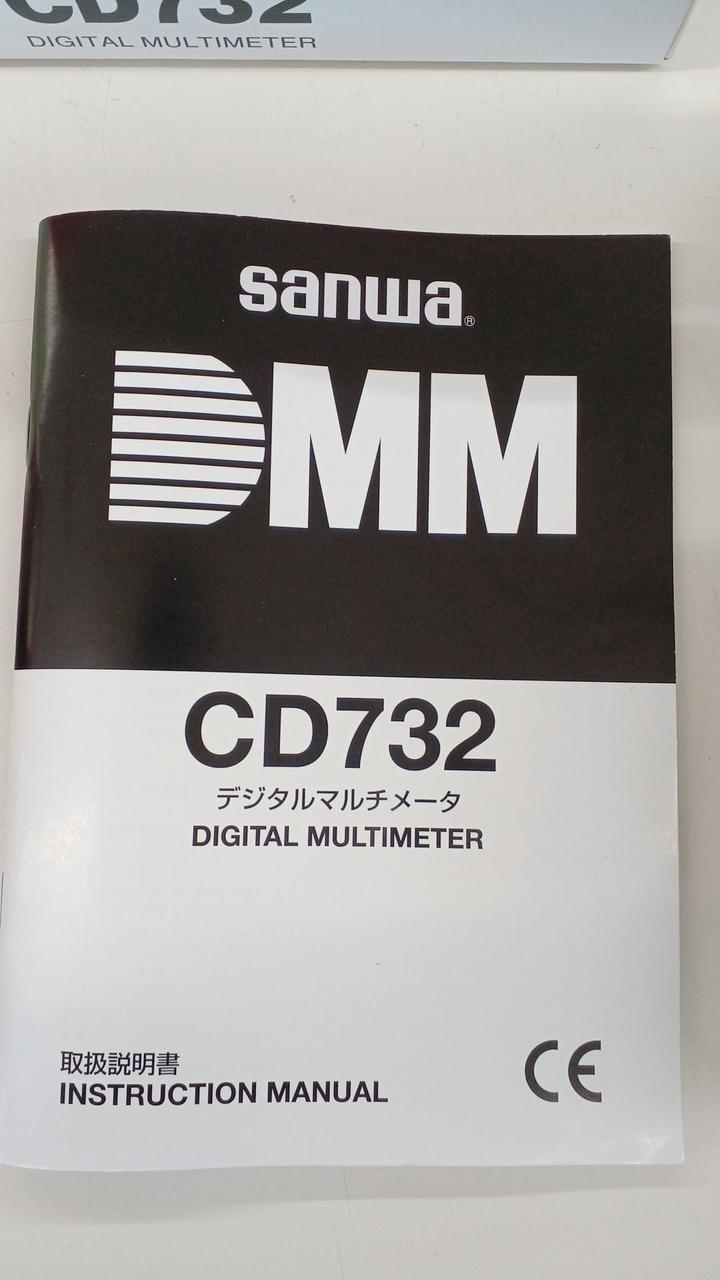 CD732
DIGITAL MULTIMETER
sanwa®
DMM
CD732
デジタルマルチメータ
DIGITAL MULTIMETER
取扱説明書
INSTRUCTION MANUAL
CE